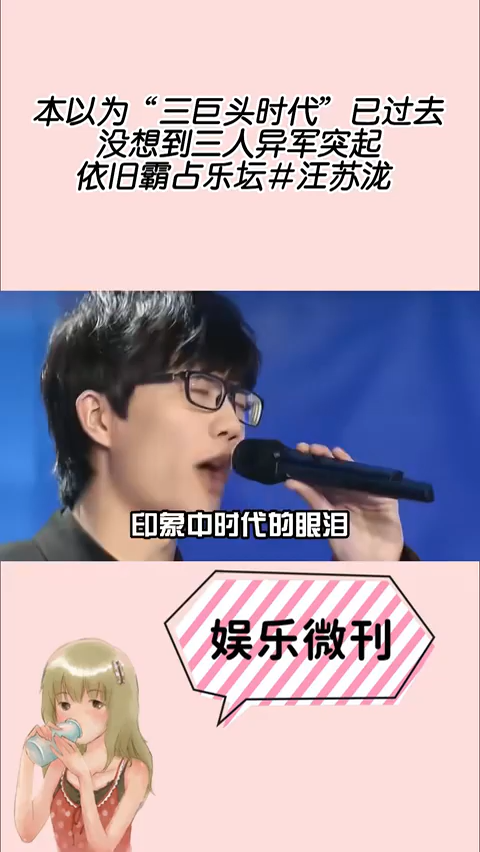 本以为“三巨头时代”已过去
没想到三人异军突起
依旧霸占乐坛#汪苏泷
印象中时代的眼泪
娱乐微刊